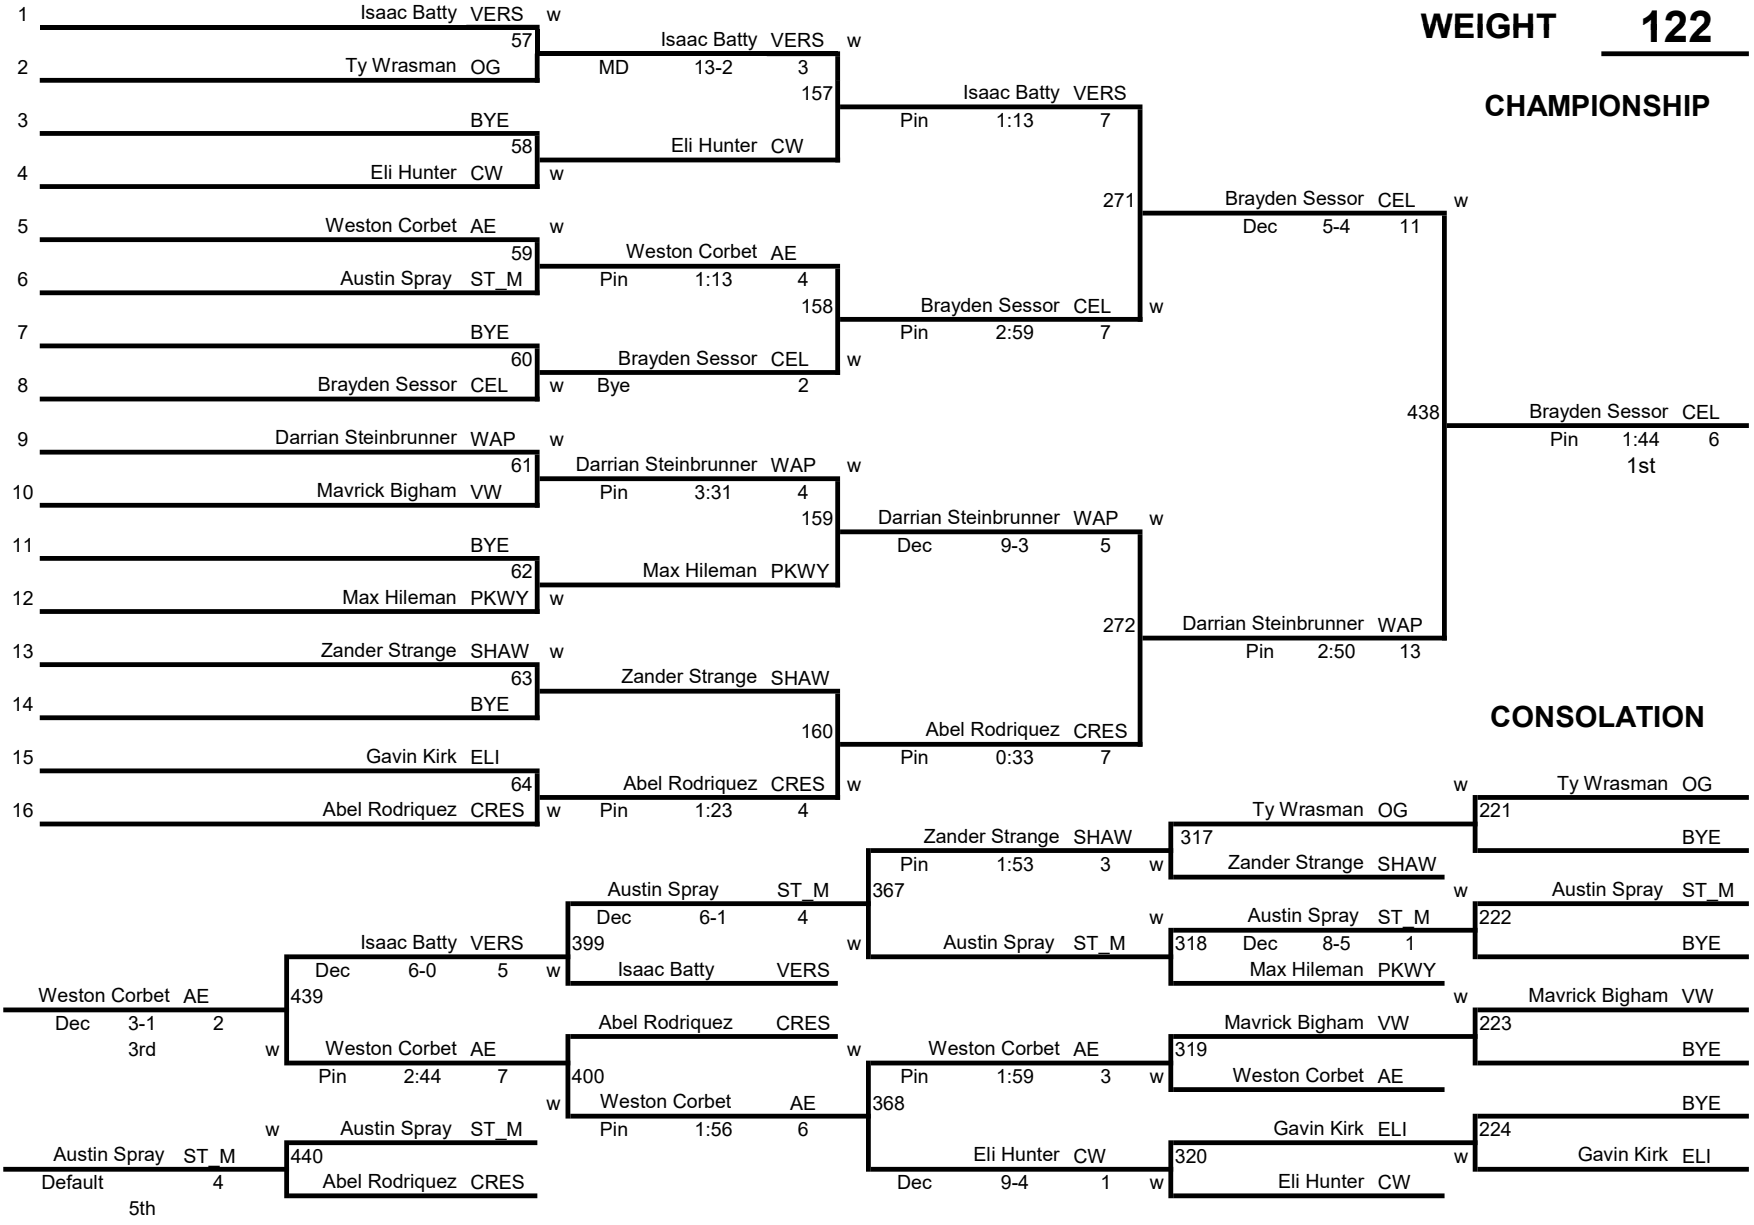 1 Isaac Batty VERS w
WEIGHT 122
57 Isaac Batty VERS w
2 Ty Wrasman OG MD 13-2 3
157 Isaac Batty VERS
CHAMPIONSHIP
3 BYE Pin 1:13 7
58 Eli Hunter CW
4 Eli Hunter CW w
271 Brayden Sessor CEL w
5 Weston Corbet AE w Dec 5-4 11
59 Weston Corbet AE
6 Austin Spray ST_M Pin 1:13 4
158 Brayden Sessor CEL w
7 BYE Pin 2:59 7
60 Brayden Sessor CEL w
8 Brayden Sessor CEL w Bye 2
438 Brayden Sessor CEL
9 Darrian Steinbrunner WAP w Pin 1:44 6
61 Darrian Steinbrunner WAP w 1st
10 Mavrick Bigham VW Pin 3:31 4
159 Darrian Steinbrunner WAP w
11 BYE Dec 9-3 5
62 Max Hileman PKWY
12 Max Hileman PKWY w
272 Darrian Steinbrunner WAP
13 Zander Strange SHAW w Pin 2:50 13
63 Zander Strange SHAW
14 BYE
CONSOLATION
160 Abel Rodriquez CRES
15 Gavin Kirk ELI Pin 0:33 7
64 Abel Rodriquez CRES w w Ty Wrasman OG
16 Abel Rodriquez CRES w Pin 1:23 4 Ty Wrasman OG 221
Zander Strange SHAW 317 BYE
Pin 1:53 3 w Zander Strange SHAW
Austin Spray ST_M 367 w Austin Spray ST_M
Dec 6-1 4 w Austin Spray ST_M 222
Isaac Batty VERS 399 w Austin Spray ST_M 318 Dec 8-5 1 BYE
Dec 6-0 5 w Isaac Batty VERS Max Hileman PKWY
Weston Corbet AE 439 w Mavrick Bigham VW
Dec 3-1 2 Abel Rodriquez CRES Mavrick Bigham VW 223
3rd w Weston Corbet AE w Weston Corbet AE 319 BYE
Pin 2:44 7 400 Pin 1:59 3 w Weston Corbet AE
w Weston Corbet AE 368 BYE
w Austin Spray ST_M Pin 1:56 6 Gavin Kirk ELI 224
Austin Spray ST_M 440 Eli Hunter CW 320 w Gavin Kirk ELI
Default 4 Abel Rodriquez CRES Dec 9-4 1 w Eli Hunter CW
5th